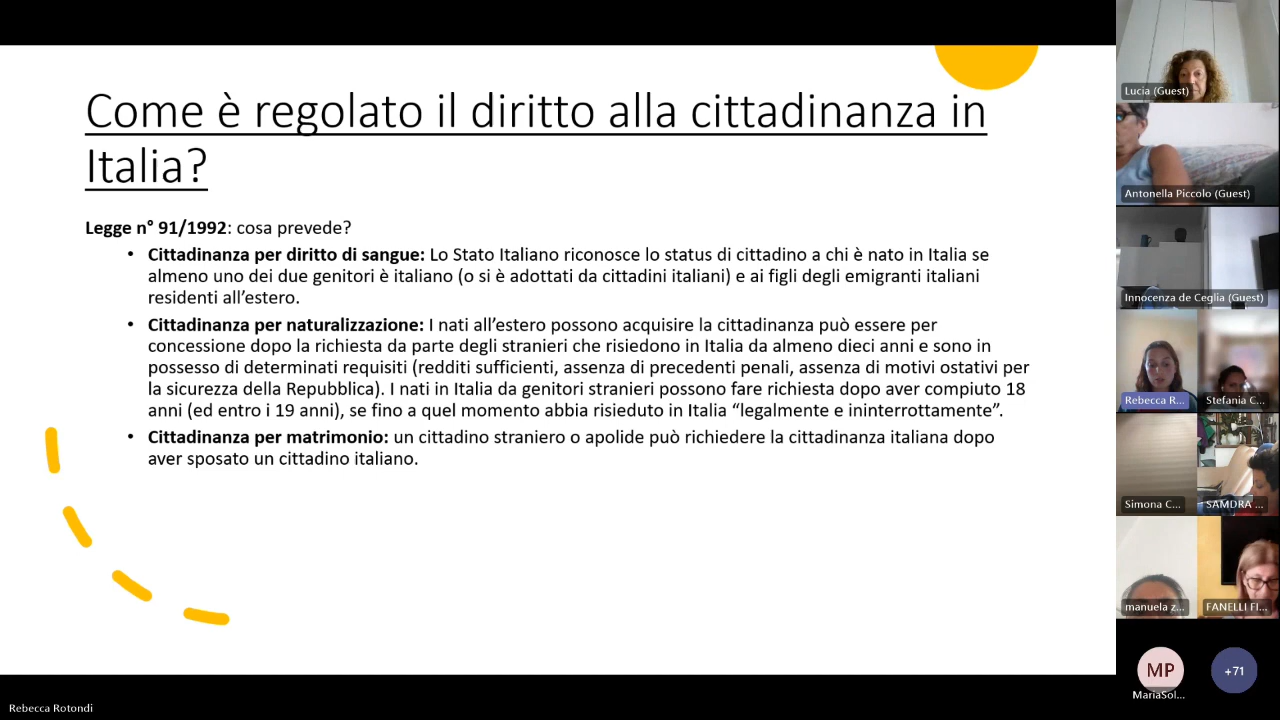 Come è regolato il diritto alla cittadinanza in
Italia?
Legge n° 91/1992: cosa prevede?
• Cittadinanza per diritto di sangue: Lo Stato Italiano riconosce lo status di cittadino a chi è nato in Italia se
almeno uno dei due genitori è italiano (o si è adottati da cittadini italiani) e ai figli degli emigranti italiani
residenti all’estero.
• Cittadinanza per naturalizzazione: I nati all’estero possono acquisire la cittadinanza può essere per
concessione dopo la richiesta da parte degli stranieri che risiedono in Italia da almeno dieci anni e sono in
possesso di determinati requisiti (redditi sufficienti, assenza di precedenti penali, assenza di motivi ostativi per
la sicurezza della Repubblica). I nati in Italia da genitori stranieri possono fare richiesta dopo aver compiuto 18
anni (ed entro i 19 anni), se fino a quel momento abbia risieduto in Italia “legalmente e ininterrottamente”.
• Cittadinanza per matrimonio: un cittadino straniero o apolide può richiedere la cittadinanza italiana dopo
aver sposato un cittadino italiano.
Lucia (Guest)
Antonella Piccolo (Guest)
Innocenza de Ceglia (Guest)
Rebecca R...
Stefania C...
Simona C...
SAMDRA ...
manuela z...
FANELLI FI...
MP
MariaSol...
+71
Rebecca Rotondi